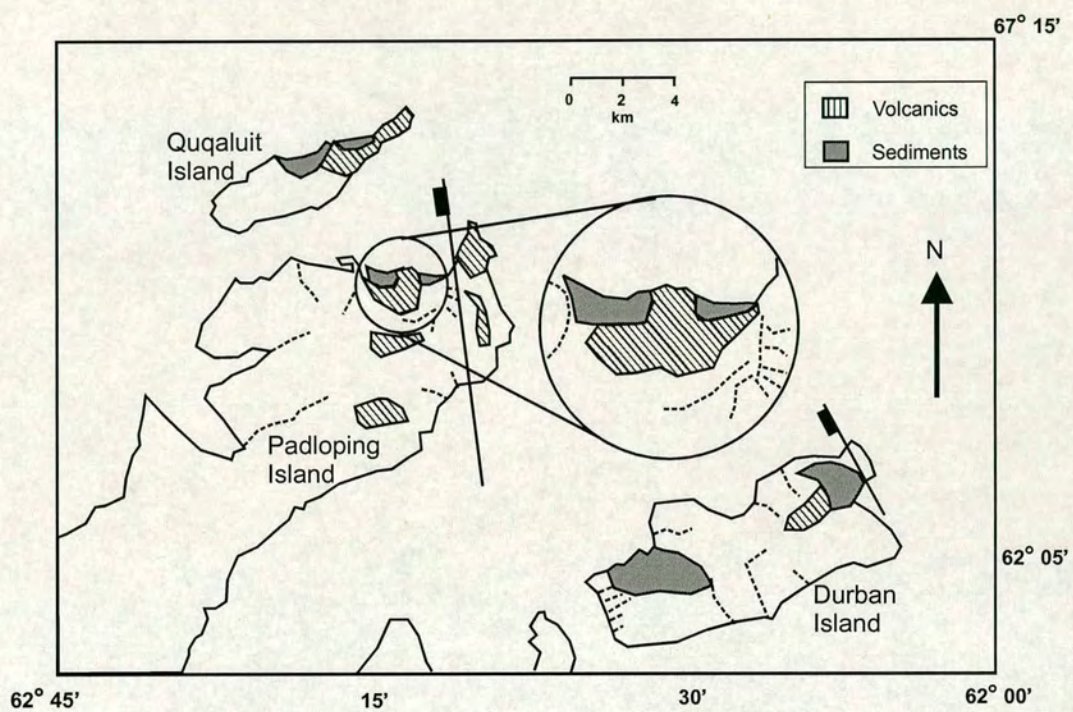 67° 15'
0 2 4
km
Volcanics
Sediments
Quqaluit
Island
N
Padloping
Island
62° 05'
Durban
Island
62° 45'
15'
30'
62° 00'